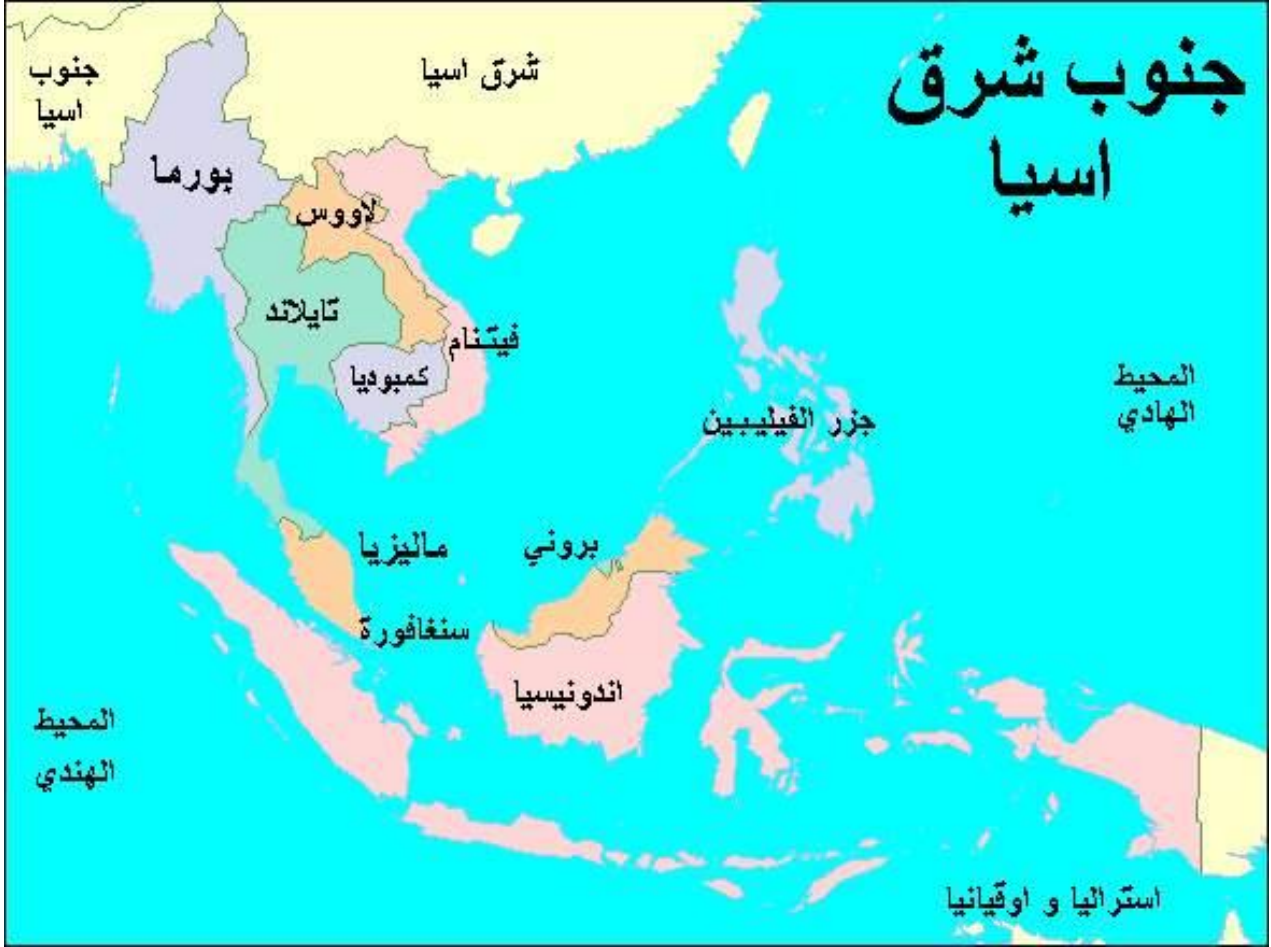 جنوب شرق
اسيا
شرق اسيا
جنوب
اسيا
بورما
لاووس
تايلاند
فيتنام
كمبوديا
المحيط
الهادي
جزر الفيليبين
ماليزيا
بروني
سنغافورة
اندونيسيا
المحيط
الهندي
استراليا و اوقيانيا